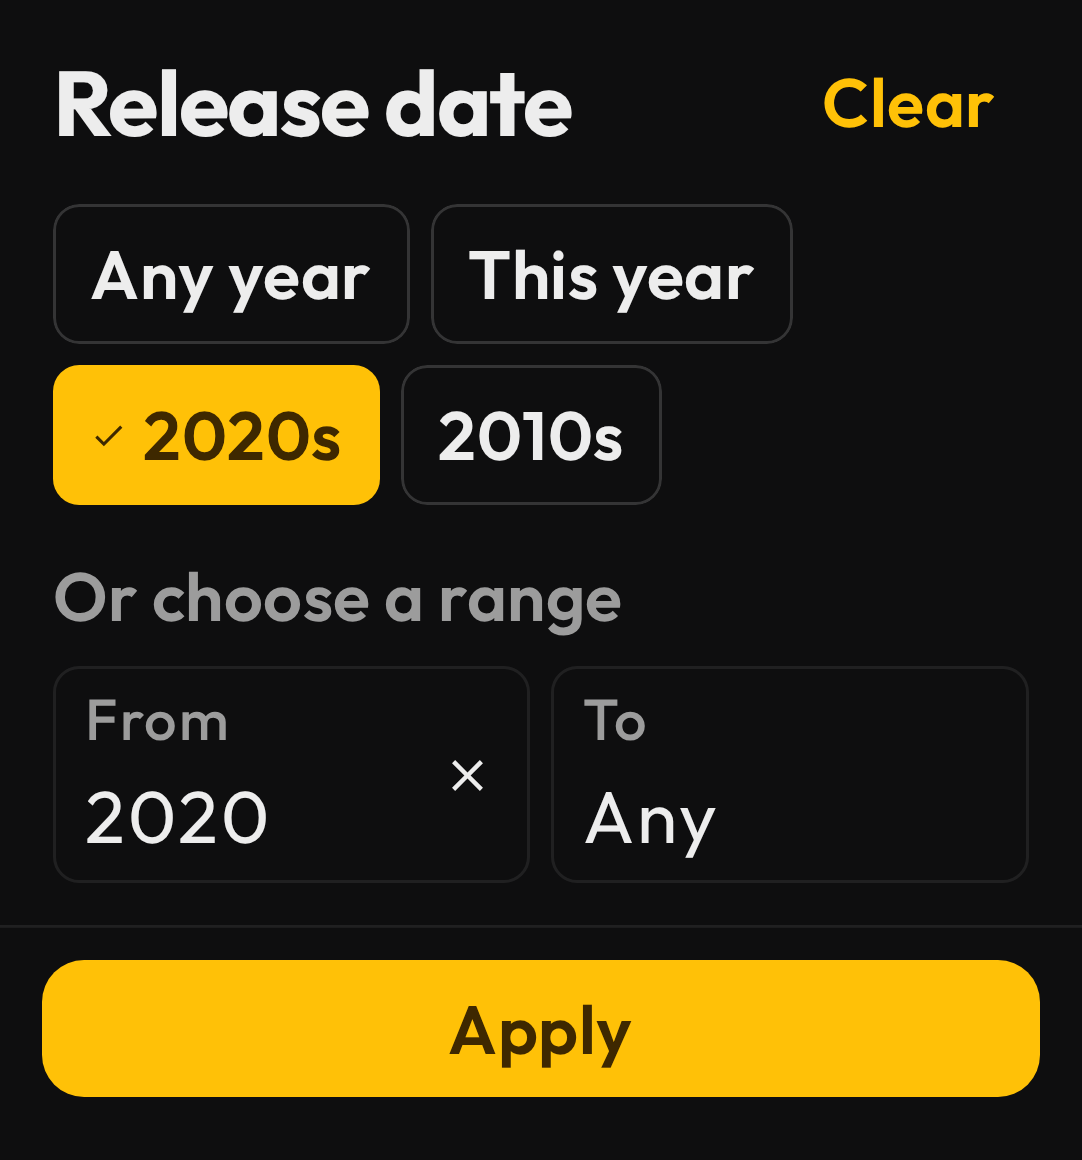 Release date Clear
Any year This year
2020s 2010s
Or choose a range
From To
2020 Any
Apply